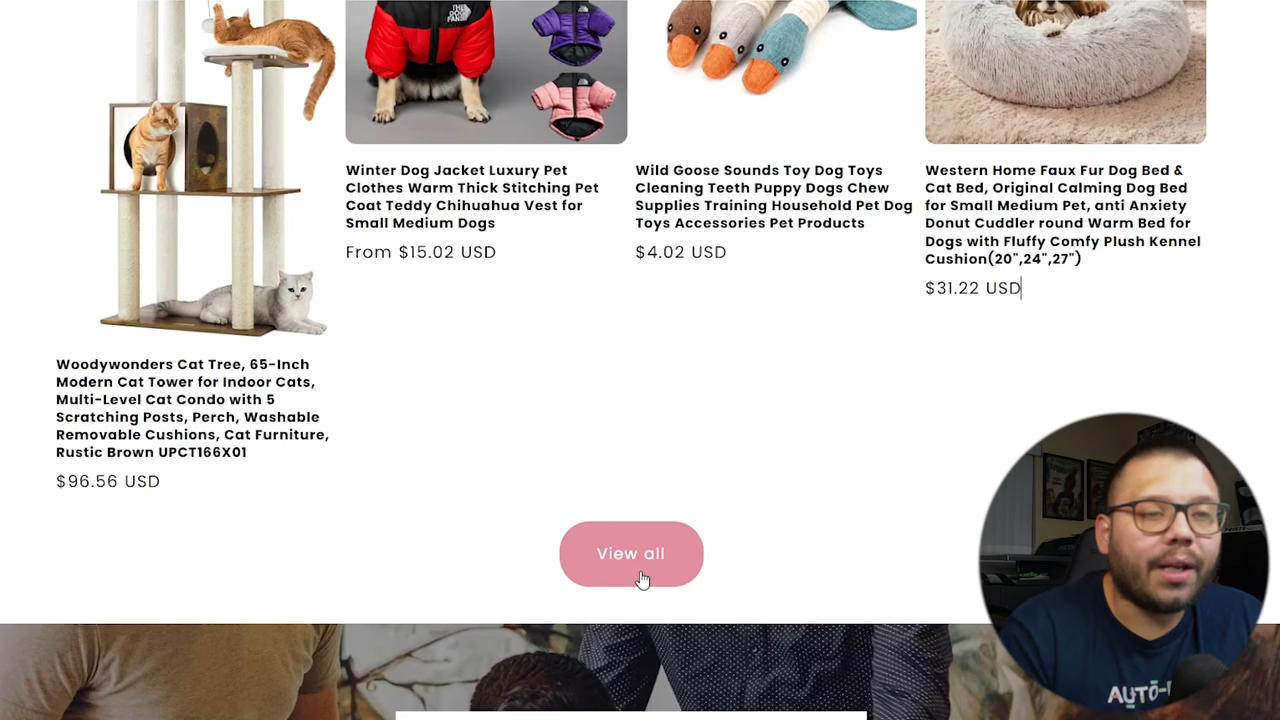 THE
DOG
FACE
Winter Dog Jacket Luxury Pet
Clothes Warm Thick Stitching Pet
Coat Teddy Chihuahua Vest for
Small Medium Dogs
From $15.02 USD
Wild Goose Sounds Toy Dog Toys
Cleaning Teeth Puppy Dogs Chew
Supplies Training Household Pet Dog
Toys Accessories Pet Products
$4.02 USD
Western Home Faux Fur Dog Bed &
Cat Bed, Original Calming Dog Bed
for Small Medium Pet, anti Anxiety
Donut Cuddler round Warm Bed for
Dogs with Fluffy Comfy Plush Kennel
Cushion(20",24",27")
$31.22 USD
Woodywonders Cat Tree, 65-Inch
Modern Cat Tower for Indoor Cats,
Multi-Level Cat Condo with 5
Scratching Posts, Perch, Washable
Removable Cushions, Cat Furniture,
Rustic Brown UPCT166X01
$96.56 USD
View all